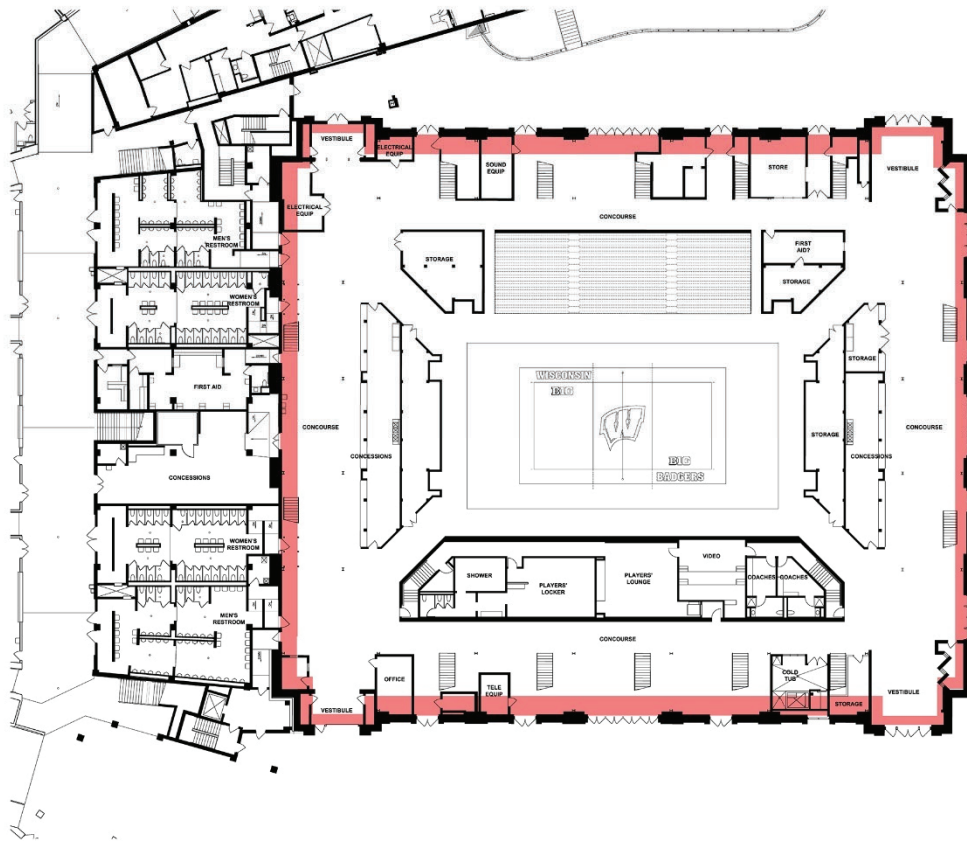 VESTIBULE
ELECTRICAL
EQUIP
SOUND
EQUIP
STORE
VESTIBULE
ELECTRICAL
EQUIP
CONCOURSE
MEN'S
RESTROOM
STORAGE
FIRST
AID?
STORAGE
WOMEN'S
RESTROOM
STORAGE
WISCONSIN
BIG
FIRST AID
CONCOURSE
CONCESSIONS
STORAGE
CONCESSIONS
CONCOURSE
BIG
BADGERS
CONCESSIONS
WOMEN'S
RESTROOM
SHOWER
PLAYERS'
LOCKER
PLAYERS'
LOUNGE
VIDEO
COACHES
COACHES
MEN'S
RESTROOM
CONCOURSE
OFFICE
TELE
EQUIP
COLD
TUB
STORAGE
VESTIBULE
VESTIBULE